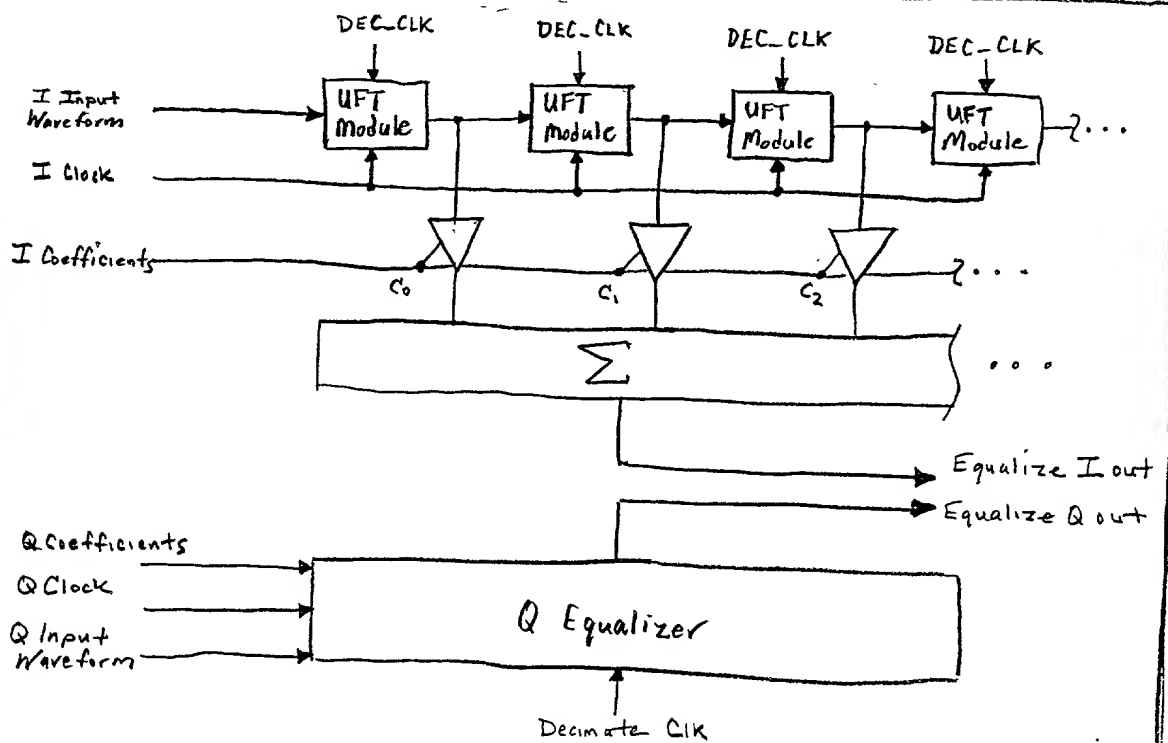 DEC_CLK
DEC_CLK
DEC_CLK
DEC_CLK
I Input
Waveform
UFT
Module
UFT
Module
UFT
Module
UFT
Module
...
I Clock
I Coefficients
C0
C1
C2
...
Σ
...
Equalize I out
Equalize Q out
Q Coefficients
Q Clock
Q Input
Waveform
Q Equalizer
Decimate Clk